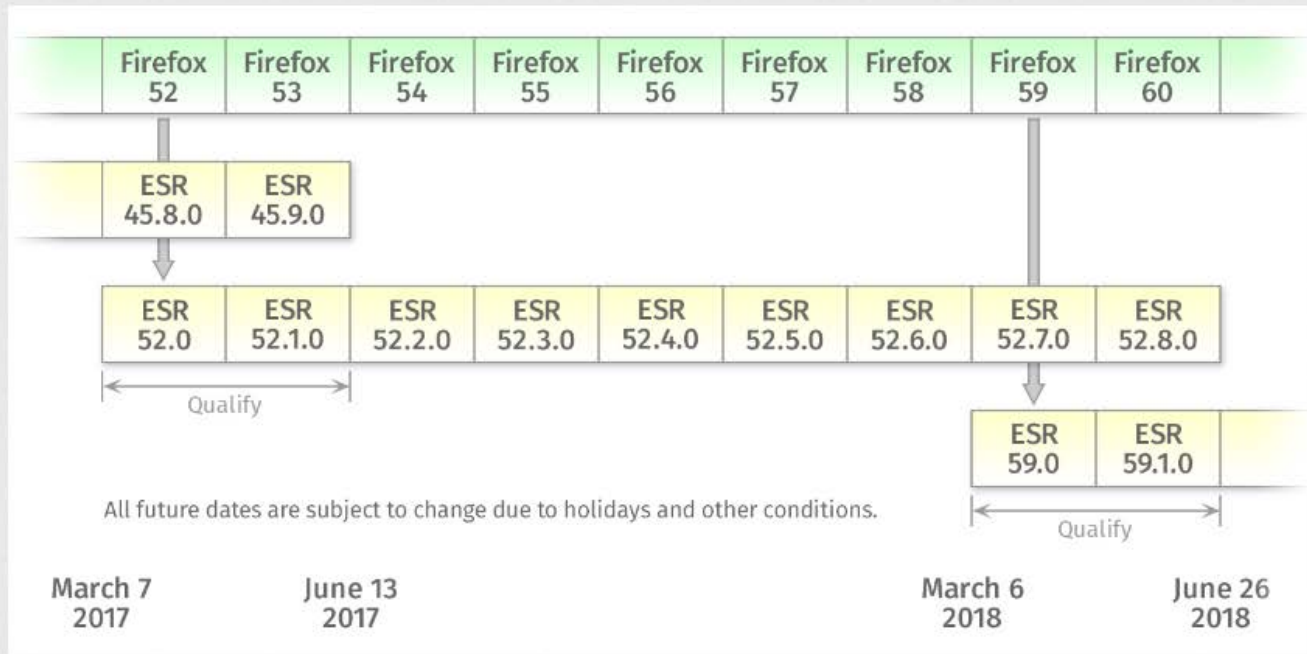 Firefox 52
Firefox 53
Firefox 54
Firefox 55
Firefox 56
Firefox 57
Firefox 58
Firefox 59
Firefox 60
ESR 45.8.0
ESR 45.9.0
ESR 52.0
ESR 52.1.0
ESR 52.2.0
ESR 52.3.0
ESR 52.4.0
ESR 52.5.0
ESR 52.6.0
ESR 52.7.0
ESR 52.8.0
Qualify
ESR 59.0
ESR 59.1.0
All future dates are subject to change due to holidays and other conditions.
Qualify
March 7 2017
June 13 2017
March 6 2018
June 26 2018